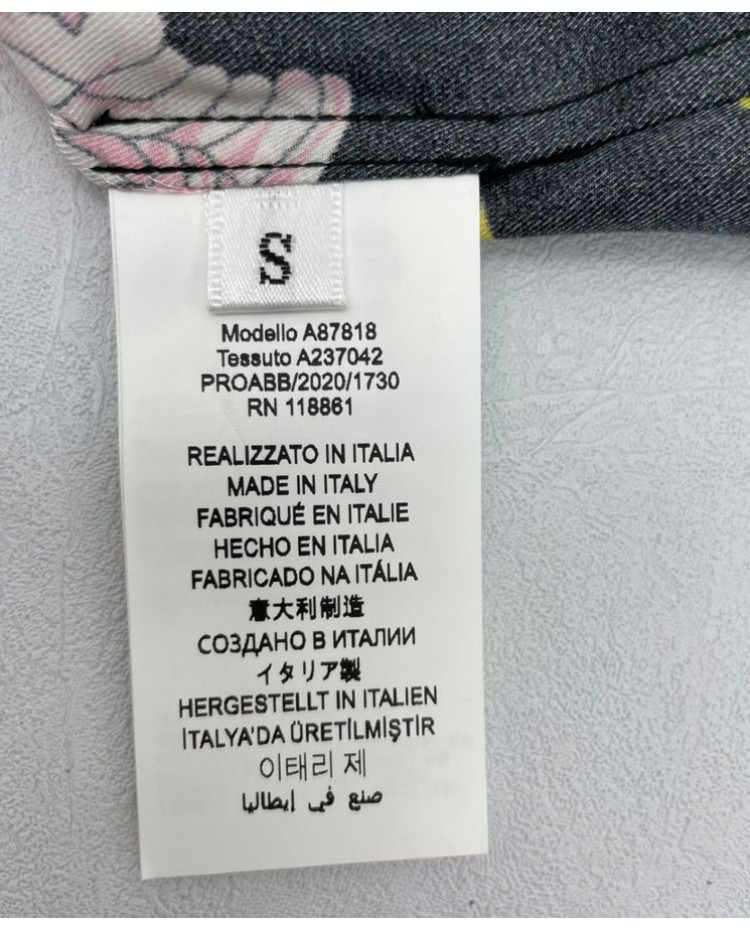 S
Modello A87818
Tessuto A237042
PROABB/2020/1730
RN 118861
REALIZZATO IN ITALIA
MADE IN ITALY
FABRIQUÉ EN ITALIE
HECHO EN ITALIA
FABRICADO NA ITÁLIA
意大利制造
СОЗДАНО В ИТАЛИИ
イタリア製
HERGESTELLT IN ITALIEN
İTALYA'DA ÜRETİLMİŞTİR
이태리 제
صنع في إيطاليا